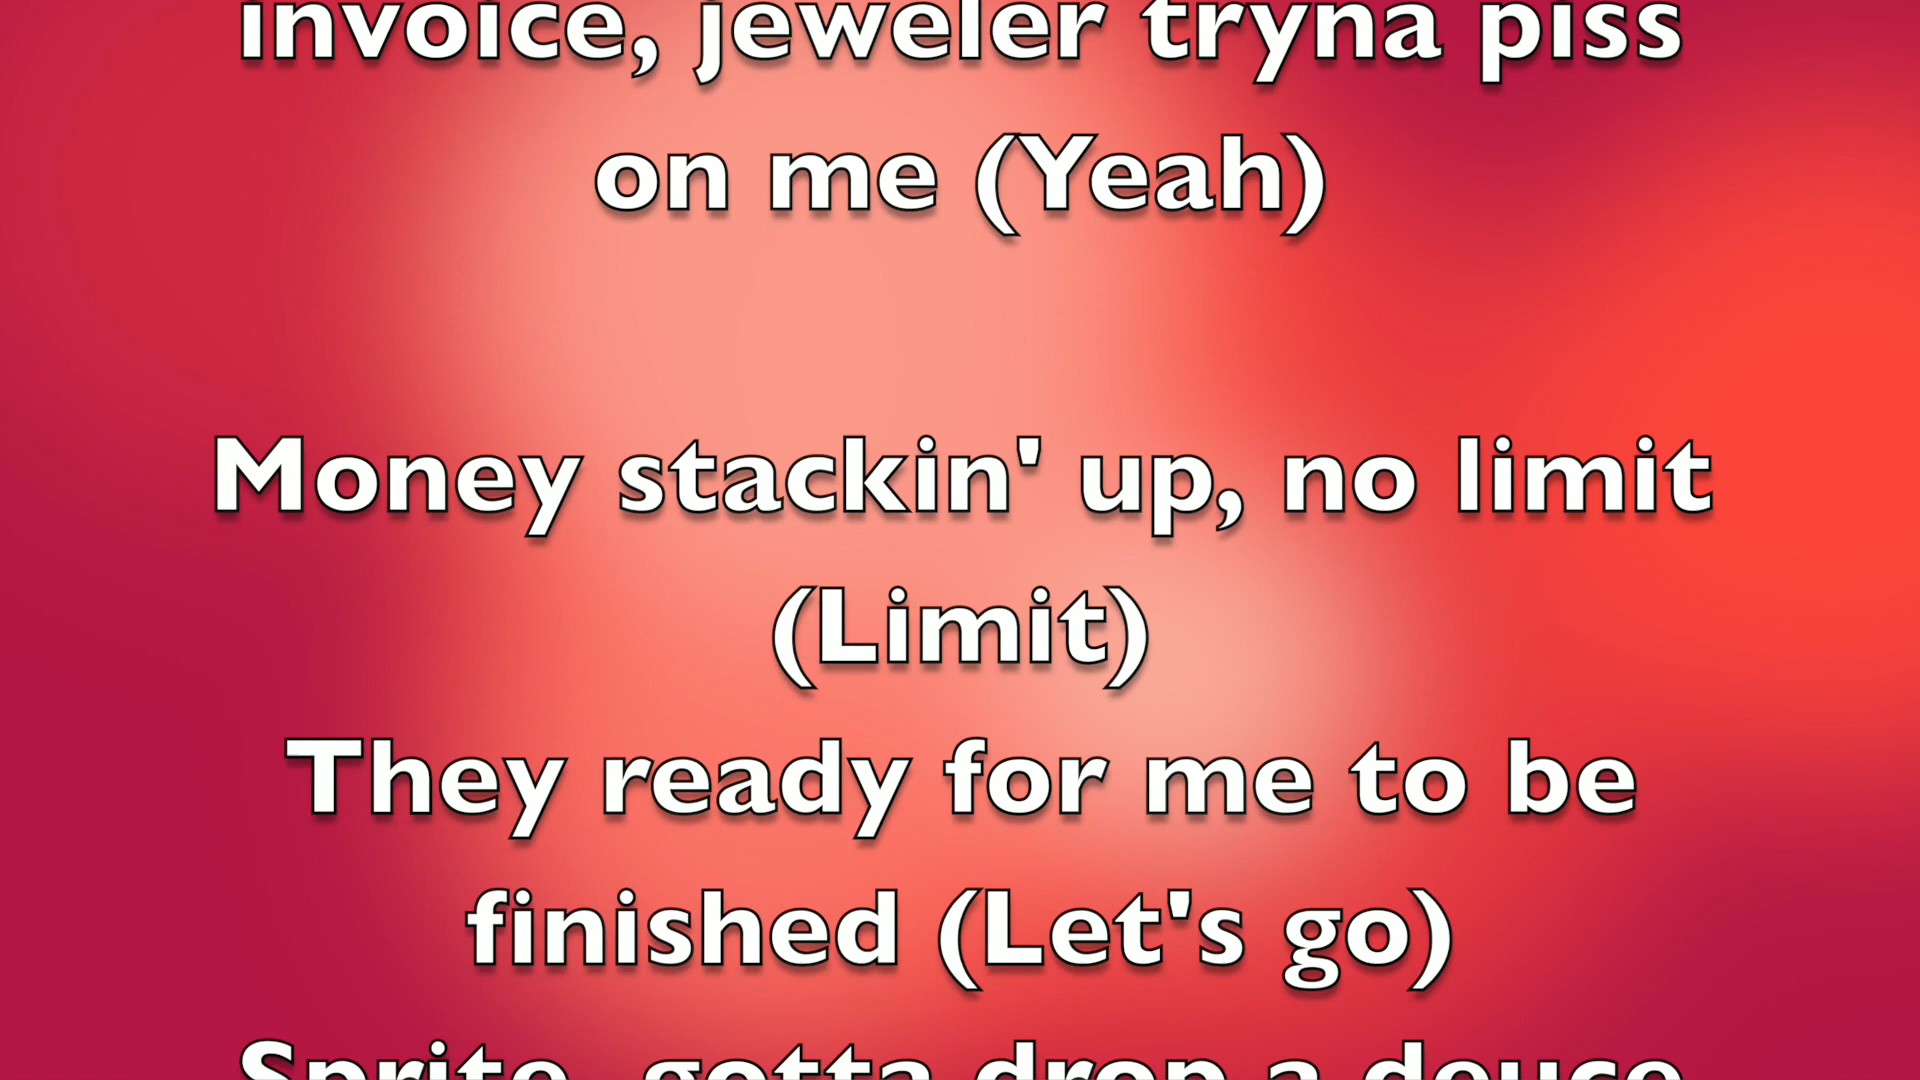 invoice, jeweler tryna piss
on me (Yeah)
Money stackin' up, no limit
(Limit)
They ready for me to be
finished (Let's go)
Sprite, gotta drop a deuce